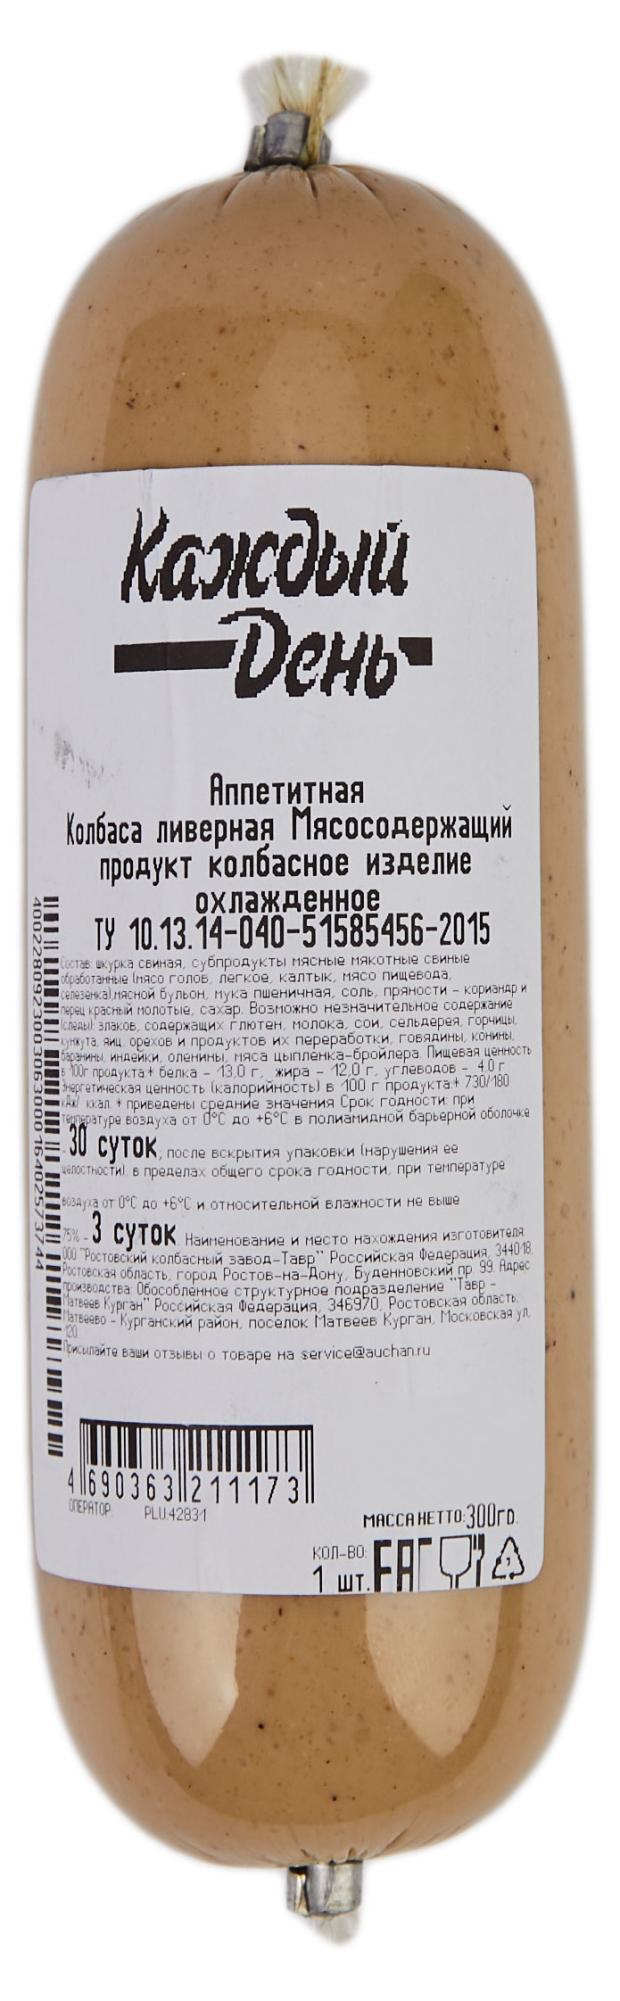 Каждый
День
Аппетитная
Колбаса ливерная Мясосодержащий
продукт колбасное изделие
охлажденное
ТУ 10.13.14-040-51585456-2015
Состав: шкурка свиная, субпродукты мясные мякотные свиные
обработанные (мясо голов, легкое, калтык, мясо пищевода,
селезенка),мясной бульон, мука пшеничная, соль, пряности - кориандр и
перец красный молотые, сахар. Возможно незначительное содержание
(следы) злаков, содержащих глютен, молока, сои, сельдерея, горчицы,
кунжута, яиц, орехов и продуктов их переработки, говядины, конины,
баранины, индейки, оленины, мяса цыпленка-бройлера. Пищевая ценность
в 100г продукта* белка - 13,0 г., жира - 12,0 г, углеводов - 4,0 г
Энергетическая ценность (калорийность) в 100 г продукта:* 730/180
кДж/ ккал. * приведены средние значения Срок годности: при
температуре воздуха от 0°С до +6°С в полиамидной барьерной оболочке
- 30 суток, после вскрытия упаковки (нарушения ее
целостности), в пределах общего срока годности, при температуре
воздуха от 0°С до +6°С и относительной влажности не выше
75% - 3 суток Наименование и место нахождения изготовителя:
ООО "Ростовский колбасный завод-Тавр" Российская Федерация, 344018,
Ростовская область, город Ростов-на-Дону, Буденновский пр. 99. Адрес
производства: Обособленное структурное подразделение "Тавр -
Матвеев Курган" Российская Федерация, 346970, Ростовская область,
Матвеево - Курганский район, поселок Матвеев Курган, Московская ул,
120.
Присылайте ваши отзывы о товаре на service@auchan.ru
4 690363 211173
ОПЕРАТОР: PLU:42831
МАССА НЕТТО:300гр.
КОЛ-ВО:
1 шт.
EAC